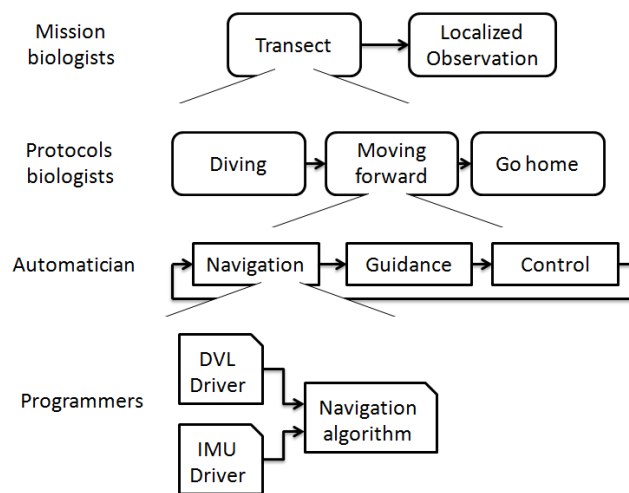 Mission
biologists
Transect
Localized
Observation
Protocols
biologists
Diving
Moving
forward
Go home
Automatician
Navigation
Guidance
Control
Programmers
DVL
Driver
IMU
Driver
Navigation
algorithm